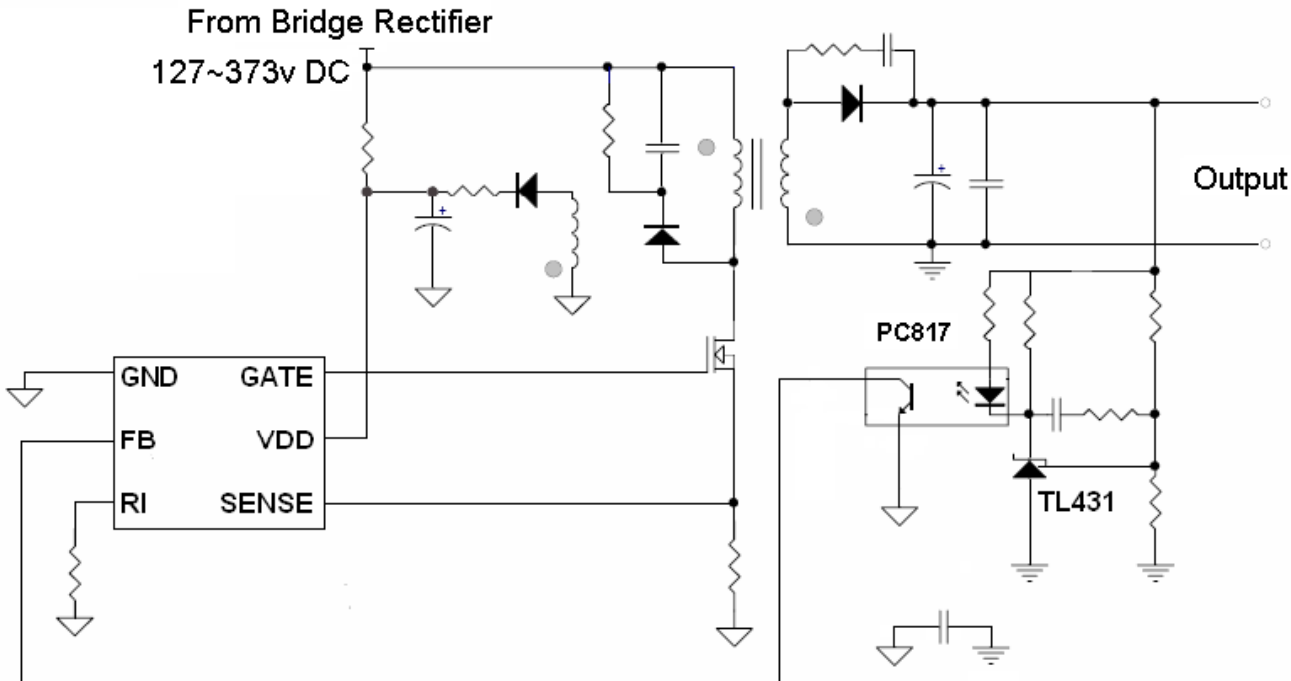 From Bridge Rectifier
127~373v DC
Output
PC817
GND GATE
FB VDD
RI SENSE
TL431